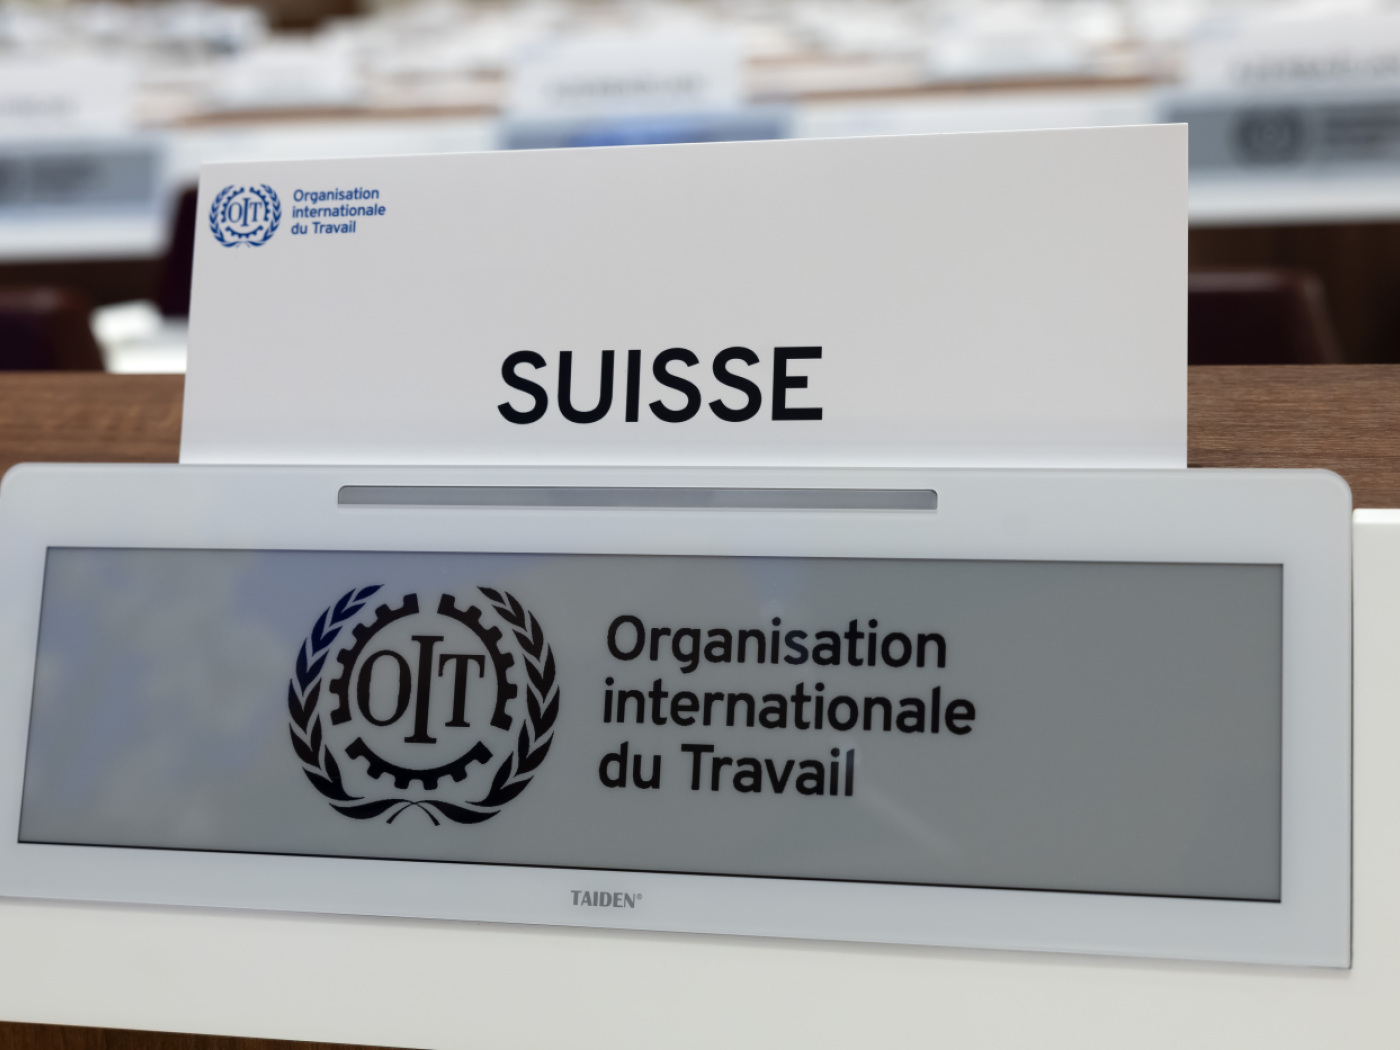 OIT
Organisation
internationale
du Travail
SUISSE
OIT
Organisation
internationale
du Travail
TAIDEN®